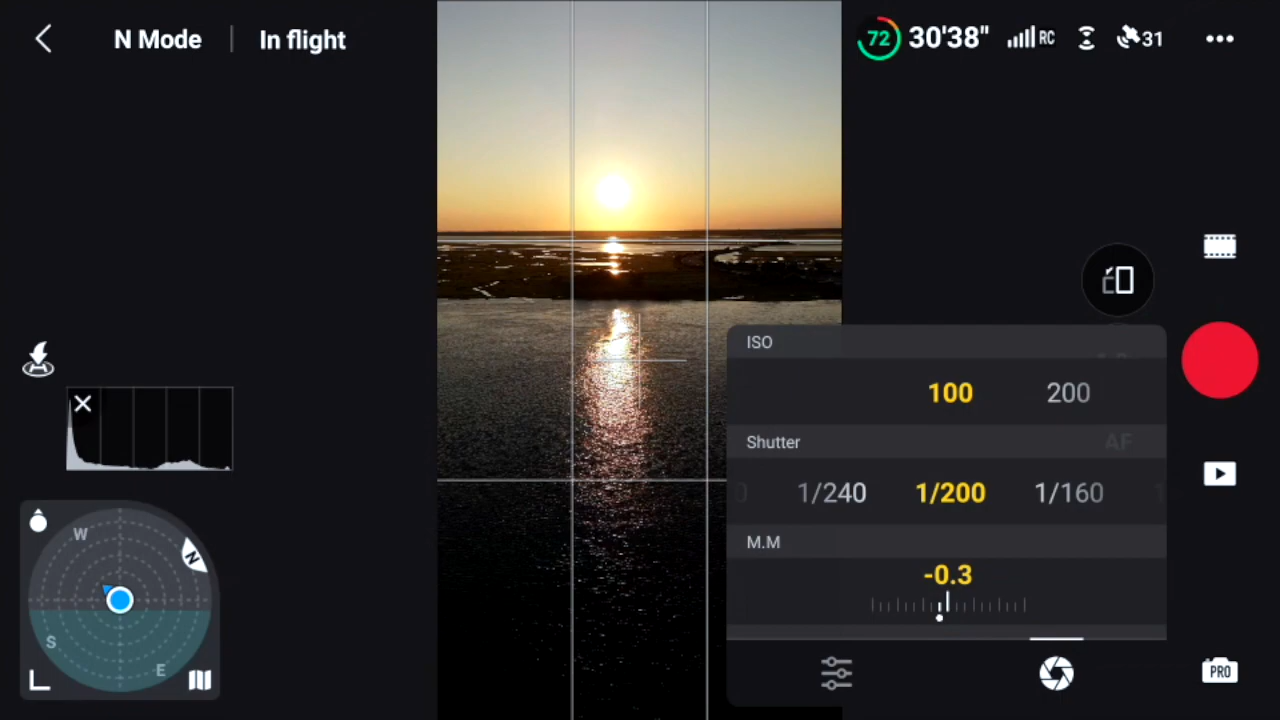 N Mode | In flight
72 30'38" RC 31
ISO
100 200
Shutter
AF
1/240 1/200 1/160
M.M
-0.3
W
N
S
E
PRO